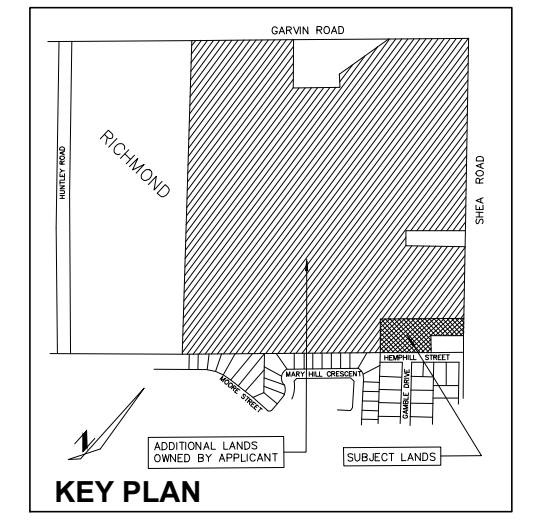 GARVIN ROAD
HUNTLEY ROAD
RICHMOND
SHEA ROAD
HEMPHILL STREET
MARY HILL CRESCENT
MOORE STREET
GAMBLE DRIVE
ADDITIONAL LANDS
OWNED BY APPLICANT
SUBJECT LANDS
KEY PLAN